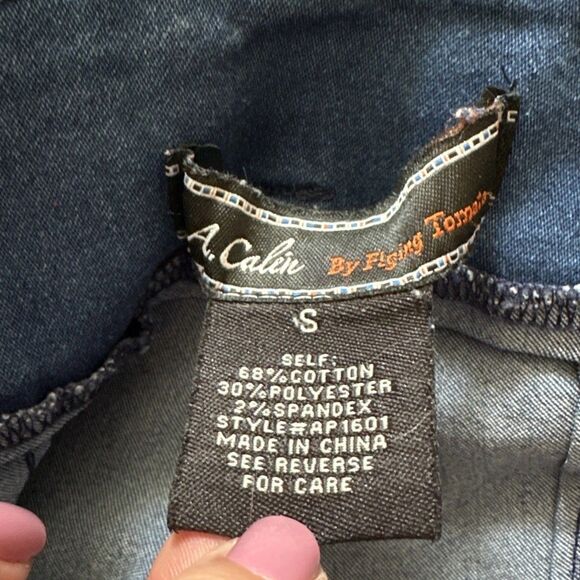 A. Calin By Flying Tomato
S
SELF:
68%COTTON
30%POLYESTER
2%SPANDEX
STYLE#AP1601
MADE IN CHINA
SEE REVERSE
FOR CARE